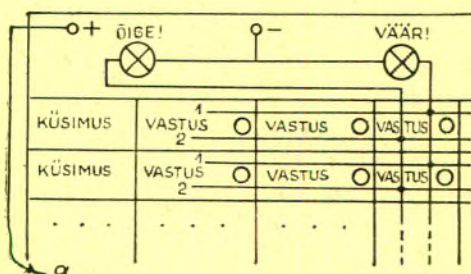 + ÕIGE! − VÄÄR!
1
KÜSIMUS VASTUS VASTUS VASTUS
2
1
KÜSIMUS VASTUS VASTUS VASTUS
2
. . . . . . . .
a